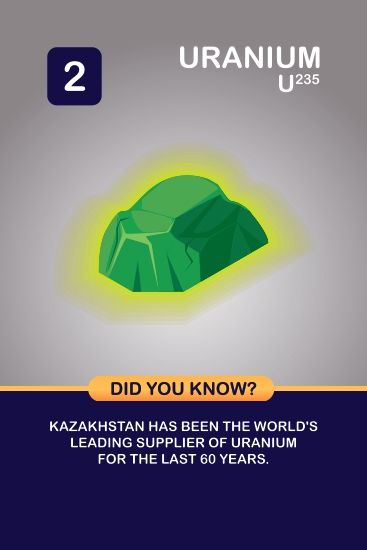 2
URANIUM
U²³⁵
DID YOU KNOW?
KAZAKHSTAN HAS BEEN THE WORLD'S
LEADING SUPPLIER OF URANIUM
FOR THE LAST 60 YEARS.